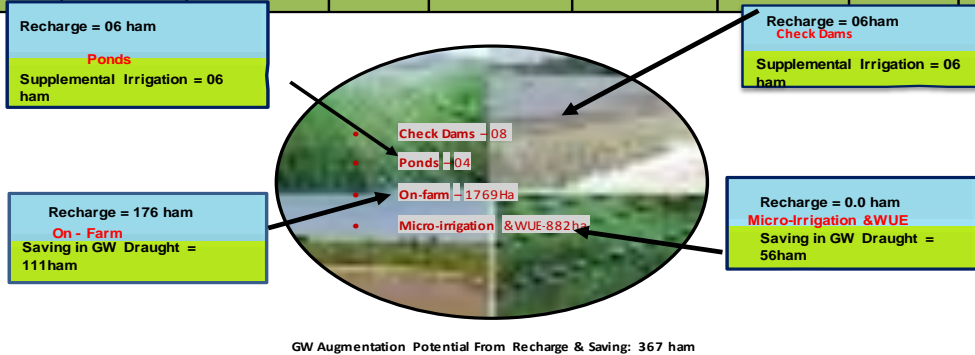 Recharge = 06 ham
Ponds
Supplemental Irrigation = 06
ham
Recharge = 06ham
Check Dams
Supplemental Irrigation = 06
ham
• Check Dams – 08
• Ponds – 04
• On-farm – 1769Ha
• Micro-irrigation &WUE-882ha
Recharge = 176 ham
On - Farm
Saving in GW Draught =
111ham
Recharge = 0.0 ham
Micro-Irrigation &WUE
Saving in GW Draught =
56ham
GW Augmentation Potential From Recharge & Saving: 367 ham